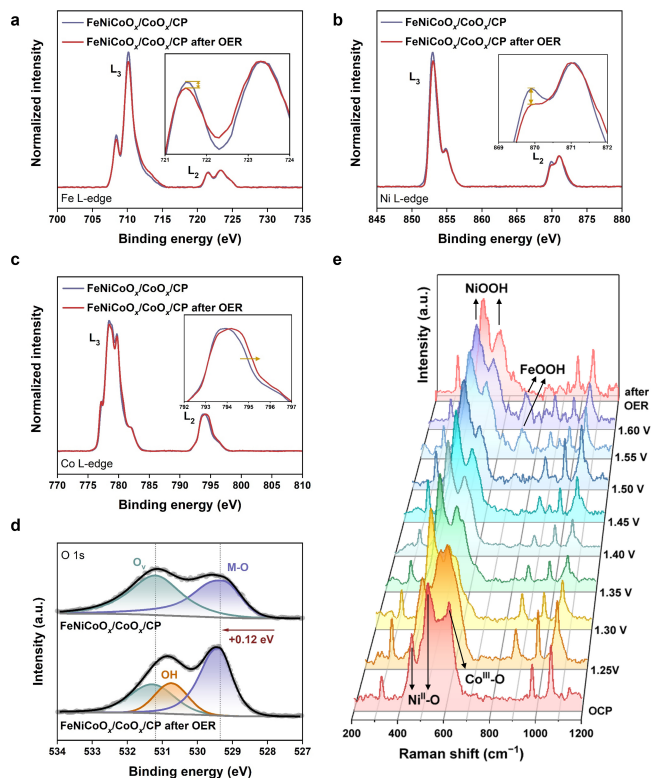 a
FeNiCoOx/CoOx/CP
FeNiCoOx/CoOx/CP after OER
Normalized intensity
L3
L2
721 722 723 724
Fe L-edge
700 705 710 715 720 725 730 735
Binding energy (eV)
b
FeNiCoOx/CoOx/CP
FeNiCoOx/CoOx/CP after OER
Normalized intensity
L3
L2
869 870 871 872
Ni L-edge
845 850 855 860 865 870 875 880
Binding energy (eV)
c
FeNiCoOx/CoOx/CP
FeNiCoOx/CoOx/CP after OER
Normalized intensity
L3
L2
792 793 794 795 796 797
Co L-edge
770 775 780 785 790 795 800 805 810
Binding energy (eV)
d
O 1s
Ov
M-O
FeNiCoOx/CoOx/CP
+0.12 eV
OH
FeNiCoOx/CoOx/CP after OER
Intensity (a.u.)
534 533 532 531 530 529 528 527
Binding energy (eV)
e
Intensity (a.u.)
NiOOH
FeOOH
after
OER
1.60 V
1.55 V
1.50 V
1.45 V
1.40 V
1.35 V
1.30 V
1.25V
OCP
CoIII-O
NiII-O
200 400 600 800 1000 1200
Raman shift (cm−1)